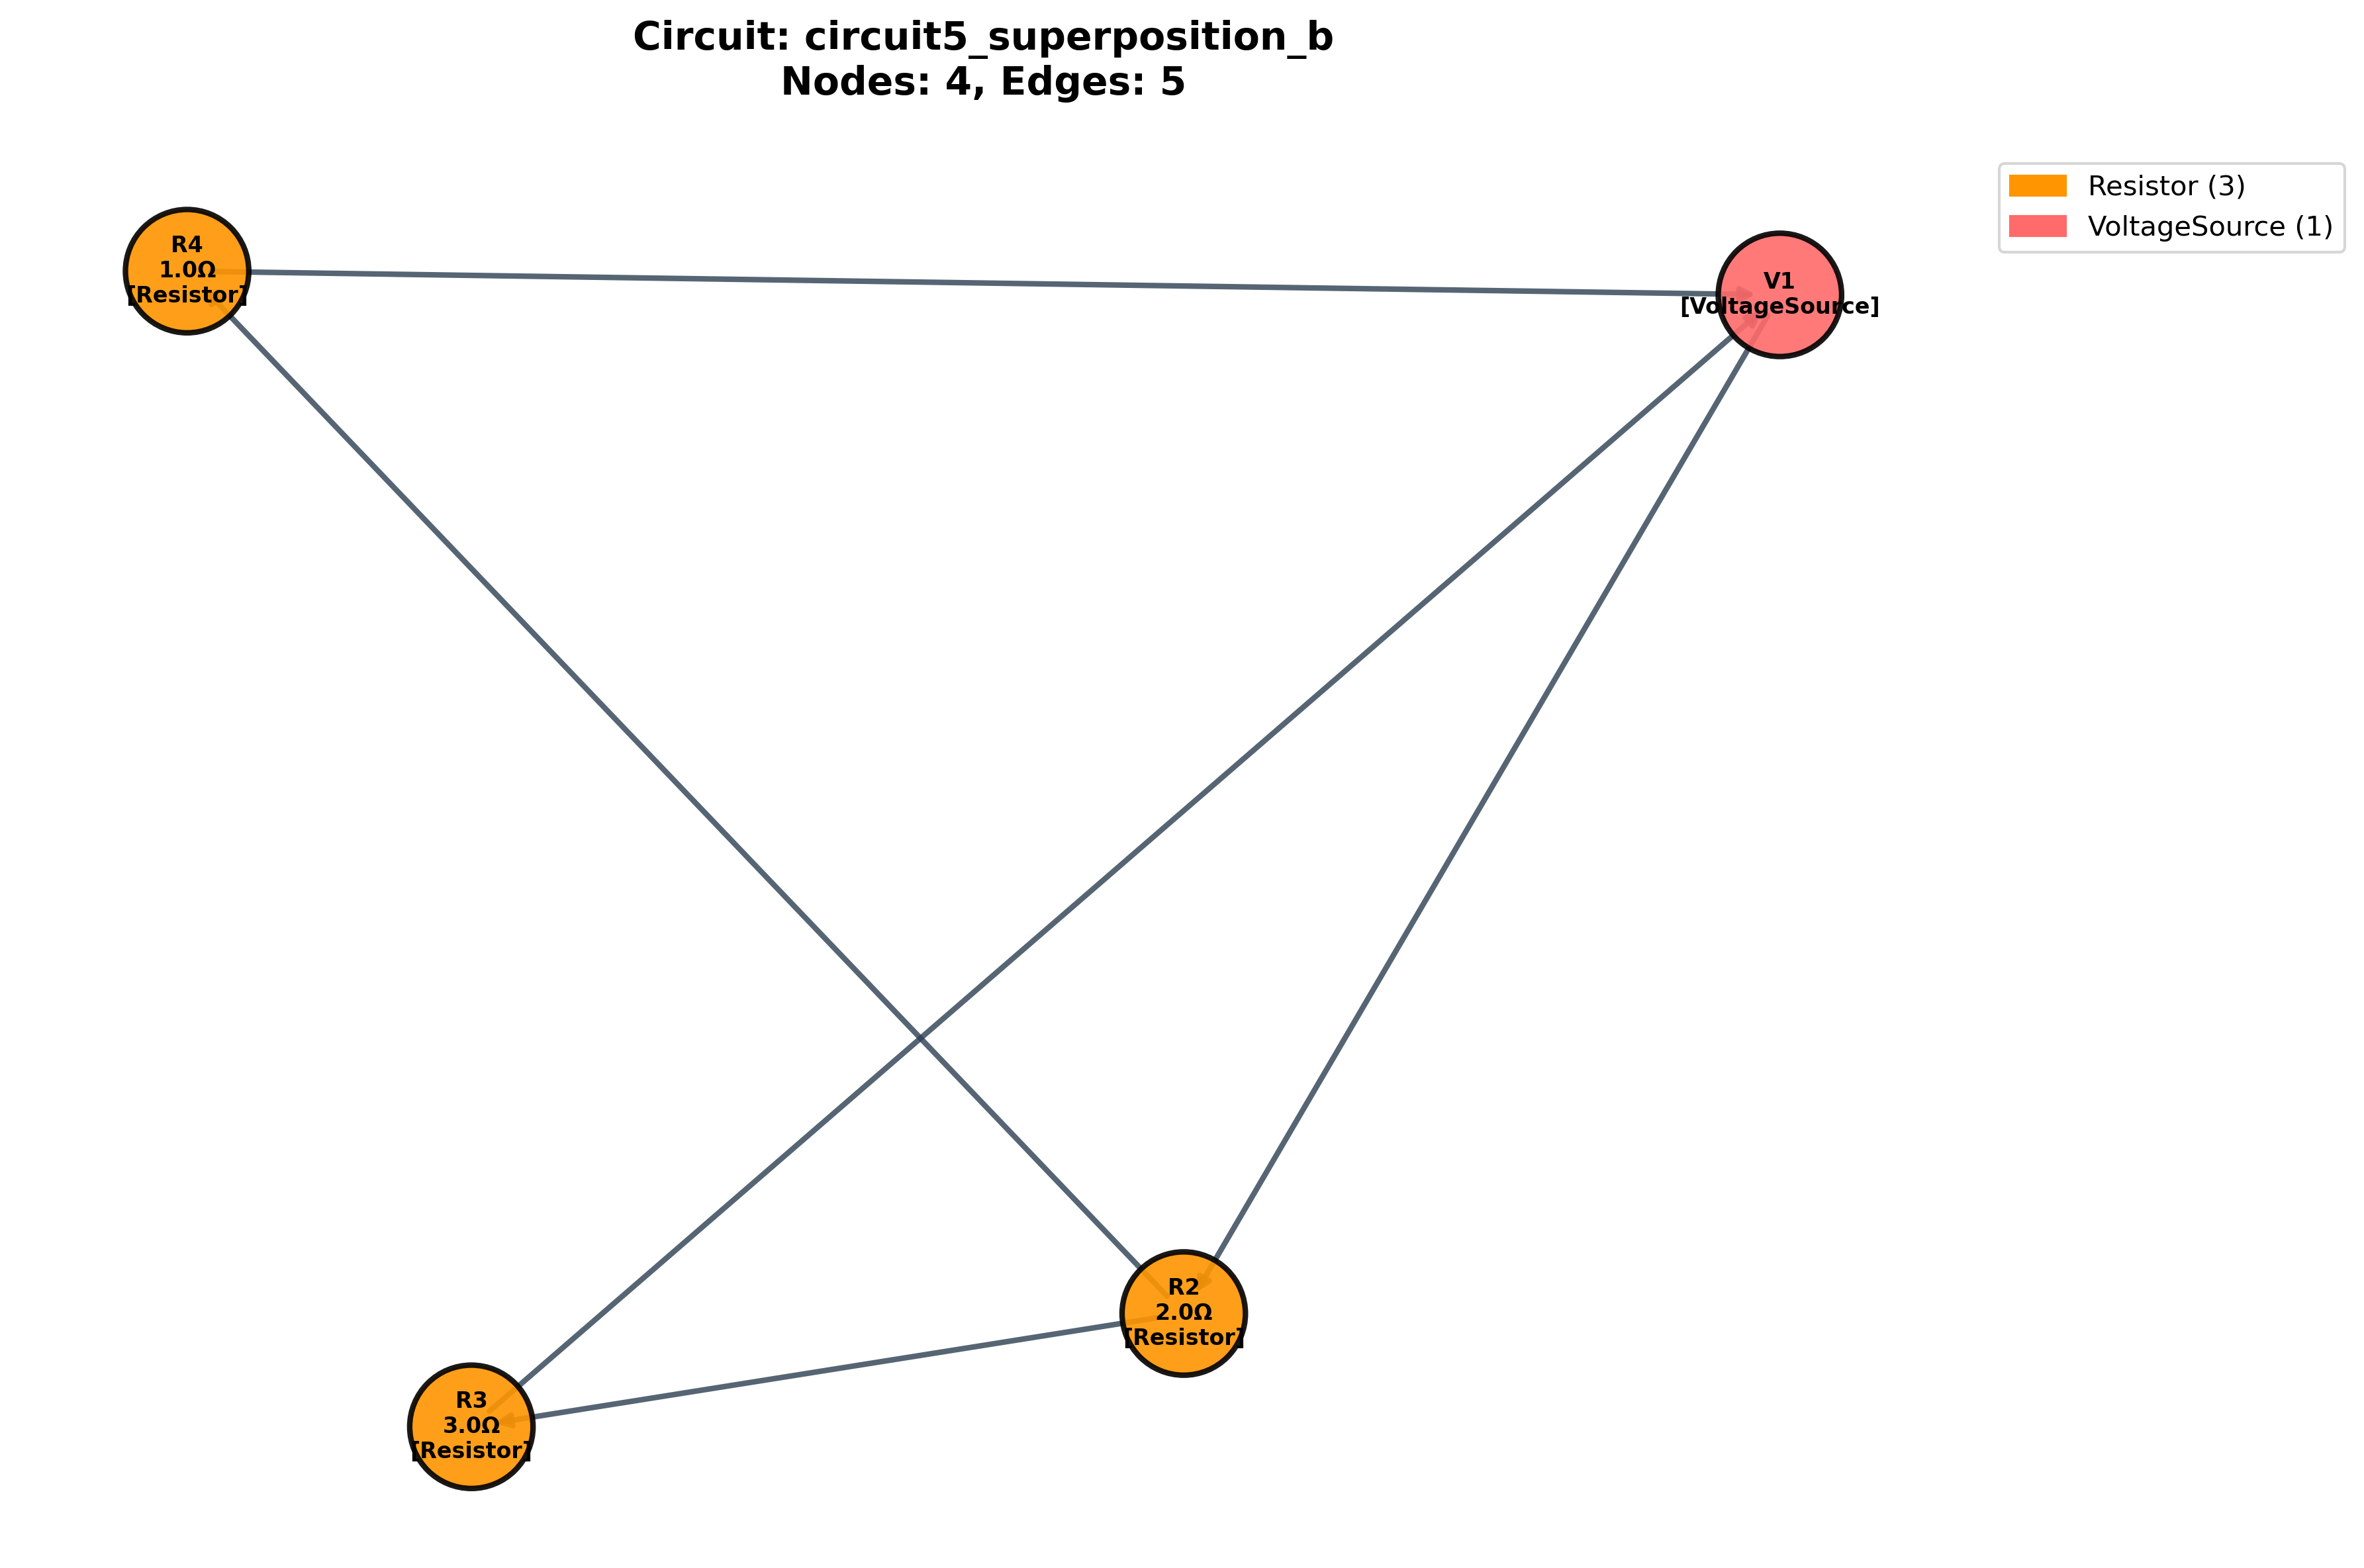 Circuit: circuit5_superposition_b
Nodes: 4, Edges: 5
Resistor (3)
VoltageSource (1)
R4
1.0Ω
[Resistor]
V1
[VoltageSource]
R2
2.0Ω
[Resistor]
R3
3.0Ω
[Resistor]